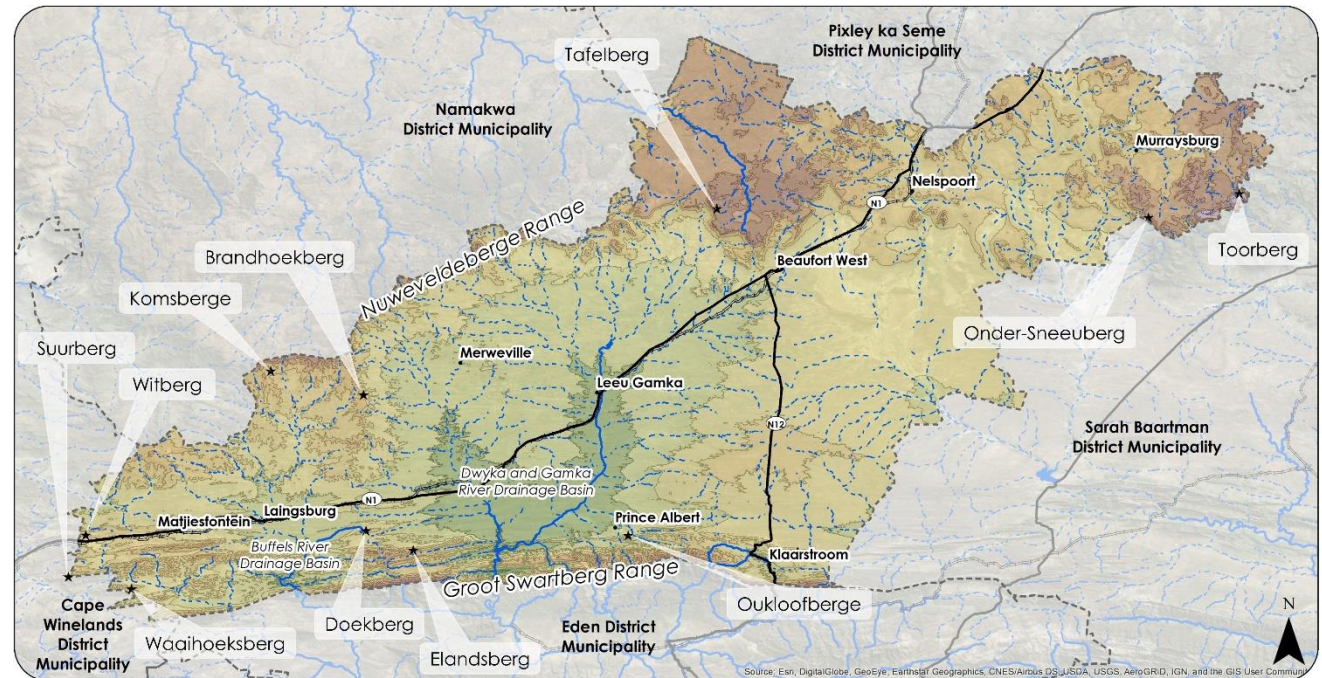 Pixley ka Seme
District Municipality
Tafelberg
Namakwa
District Municipality
Murraysburg
Nelspoort
N1
Toorberg
Nuweveldeberge Range
Brandhoekberg
Beaufort West
Komsberge
Onder-Sneeuberg
Suurberg
Merweville
Witberg
Leeu Gamka
N12
Sarah Baartman
District Municipality
Dwyka and Gamka
River Drainage Basin
N1
Laingsburg
Matjiesfontein
Prince Albert
Buffels River
Drainage Basin
Klaarstroom
Groot Swartberg Range
Oukloofberge
Cape
Winelands
District
Municipality
Waaihoeksberg
Doekberg
Elandsberg
Eden District
Municipality
N
Source: Esri, DigitalGlobe, GeoEye, Earthstar Geographics, CNES/Airbus DS, USDA, USGS, AeroGRID, IGN, and the GIS User Communi